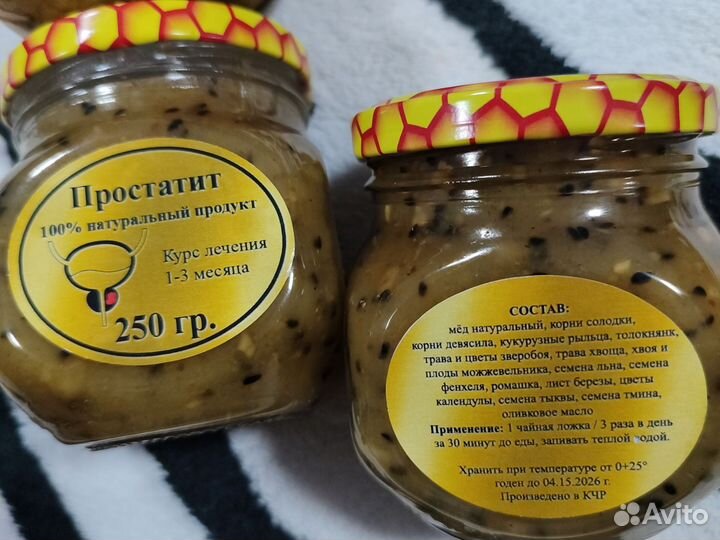 Простатит
100% натуральный продукт
Курс лечения
1-3 месяца
250 гр.
СОСТАВ:
мёд натуральный, корни солодки,
корни девясила, кукурузные рыльца, толокнянк,
трава и цветы зверобоя, трава хвоща, хвоя и
плоды можжевельника, семена льна, семена
фенхеля, ромашка, лист березы, цветы
календулы, семена тыквы, семена тмина,
оливковое масло
Применение: 1 чайная ложка / 3 раза в день
за 30 минут до еды, запивать теплой водой.
Хранить при температуре от 0+25°
годен до 04.15.2026 г.
Произведено в КЧР
Avito